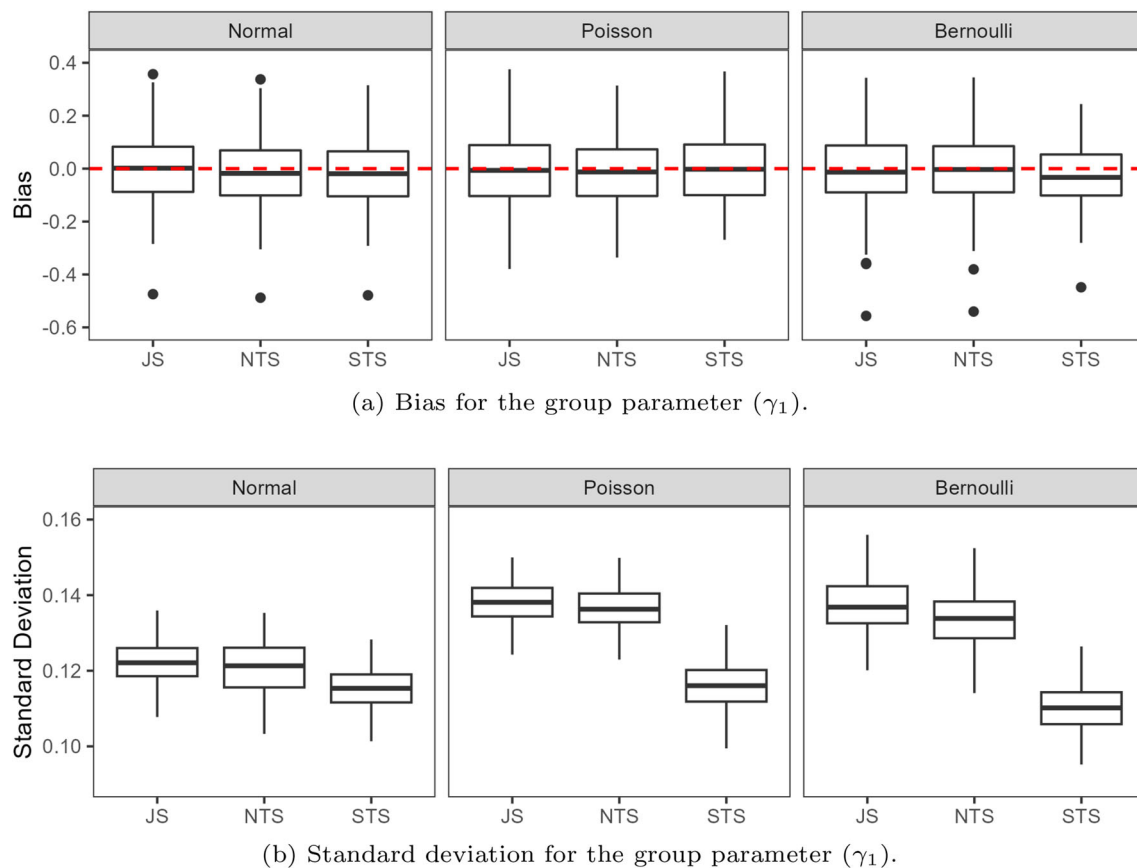 Normal Poisson Bernoulli
Bias
0.4
0.2
0.0
-0.2
-0.4
-0.6
JS NTS STS JS NTS STS JS NTS STS
(a) Bias for the group parameter (γ₁).
Normal Poisson Bernoulli
Standard Deviation
0.16
0.14
0.12
0.10
JS NTS STS JS NTS STS JS NTS STS
(b) Standard deviation for the group parameter (γ₁).